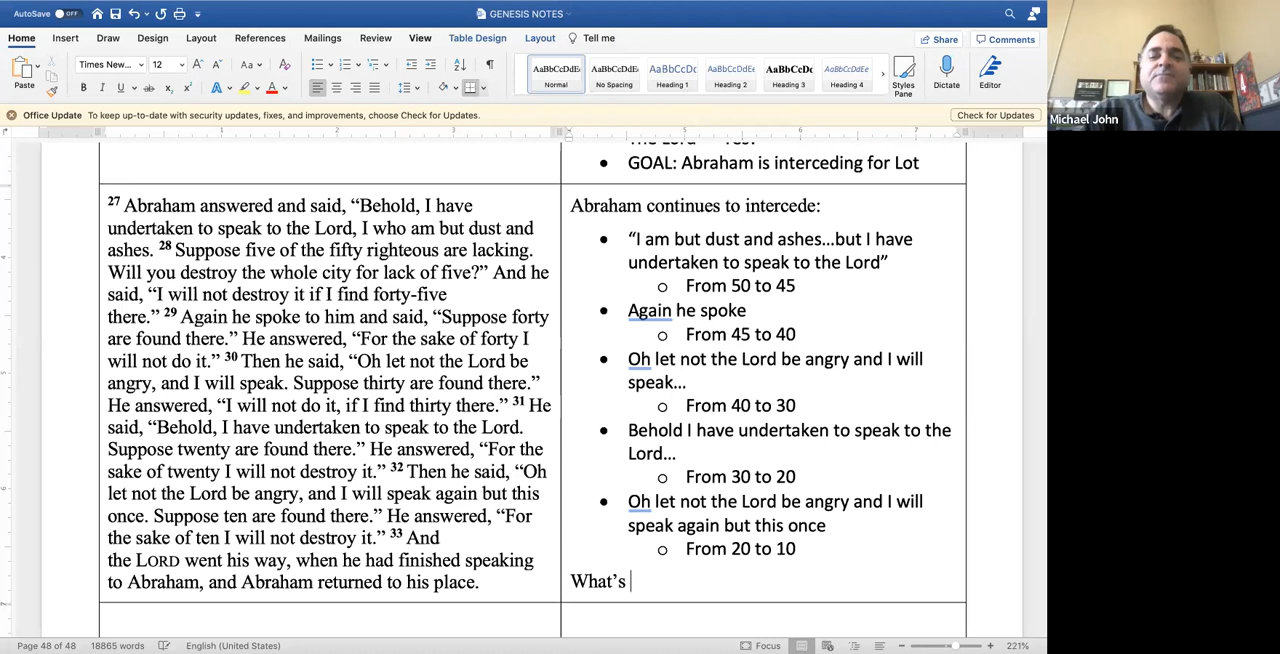 AutoSave OFF GENESIS NOTES
Home Insert Draw Design Layout References Mailings Review View Table Design Layout Tell me Share Comments
Times New... 12 Aa
Paste B I U ab x₂ x² A A
AaBbCcDdEe AaBbCcDdEe AaBbCcDc AaBbCcDdEe AaBbCcDc AaBbCcDdEe
Normal No Spacing Heading 1 Heading 2 Heading 3 Heading 4 Styles Pane Dictate Editor
Michael John
Office Update To keep up-to-date with security updates, fixes, and improvements, choose Check for Updates. Check for Updates
1 2 3 5 6 7
• GOAL: Abraham is interceding for Lot
27 Abraham answered and said, “Behold, I have
undertaken to speak to the Lord, I who am but dust and
ashes. 28 Suppose five of the fifty righteous are lacking.
Will you destroy the whole city for lack of five?” And he
said, “I will not destroy it if I find forty-five
there.” 29 Again he spoke to him and said, “Suppose forty
are found there.” He answered, “For the sake of forty I
will not do it.” 30 Then he said, “Oh let not the Lord be
angry, and I will speak. Suppose thirty are found there.”
He answered, “I will not do it, if I find thirty there.” 31 He
said, “Behold, I have undertaken to speak to the Lord.
Suppose twenty are found there.” He answered, “For the
sake of twenty I will not destroy it.” 32 Then he said, “Oh
let not the Lord be angry, and I will speak again but this
once. Suppose ten are found there.” He answered, “For
the sake of ten I will not destroy it.” 33 And
the LORD went his way, when he had finished speaking
to Abraham, and Abraham returned to his place.
Abraham continues to intercede:
• “I am but dust and ashes...but I have
undertaken to speak to the Lord”
o From 50 to 45
• Again he spoke
o From 45 to 40
• Oh let not the Lord be angry and I will
speak...
o From 40 to 30
• Behold I have undertaken to speak to the
Lord...
o From 30 to 20
• Oh let not the Lord be angry and I will
speak again but this once
o From 20 to 10
What’s
Page 48 of 48 18865 words English (United States) Focus 221%